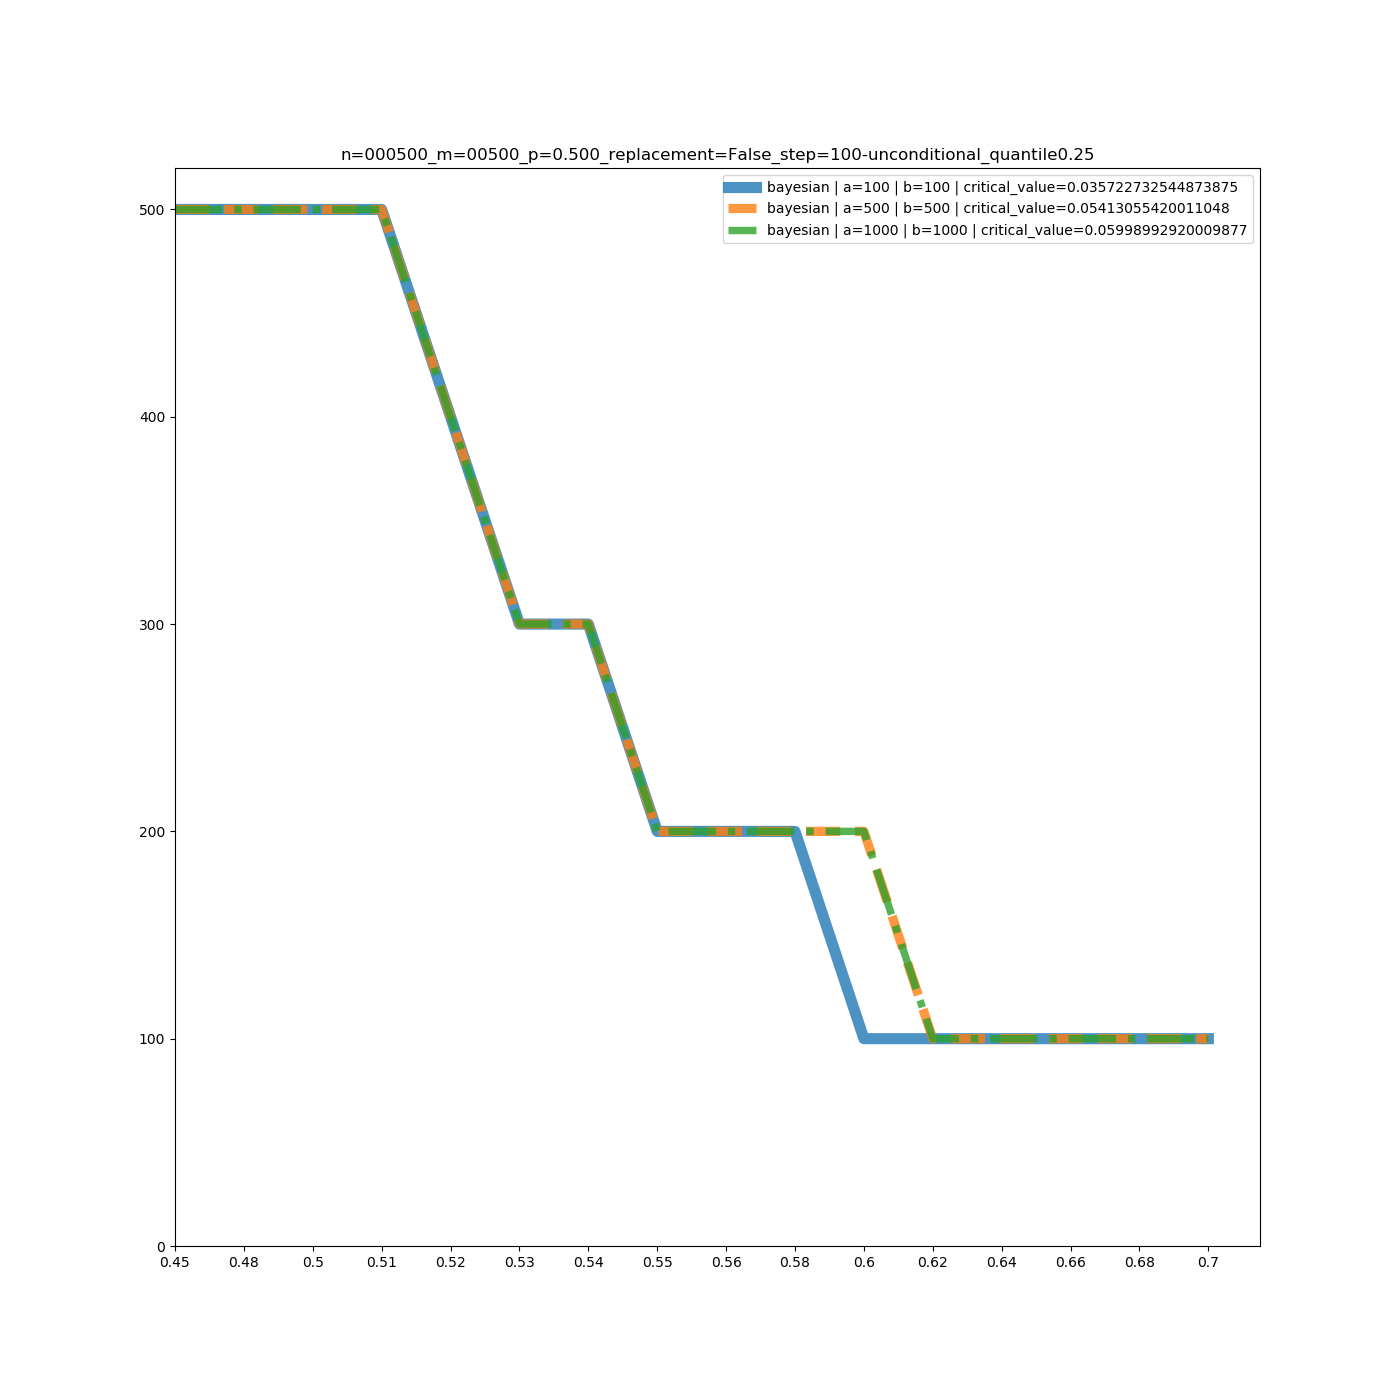 n=000500_m=00500_p=0.500_replacement=False_step=100-unconditional_quantile0.25
bayesian | a=100 | b=100 | critical_value=0.035722732544873875
bayesian | a=500 | b=500 | critical_value=0.05413055420011048
bayesian | a=1000 | b=1000 | critical_value=0.05998992920009877
500
400
300
200
100
0
0.45 0.48 0.5 0.51 0.52 0.53 0.54 0.55 0.56 0.58 0.6 0.62 0.64 0.66 0.68 0.7